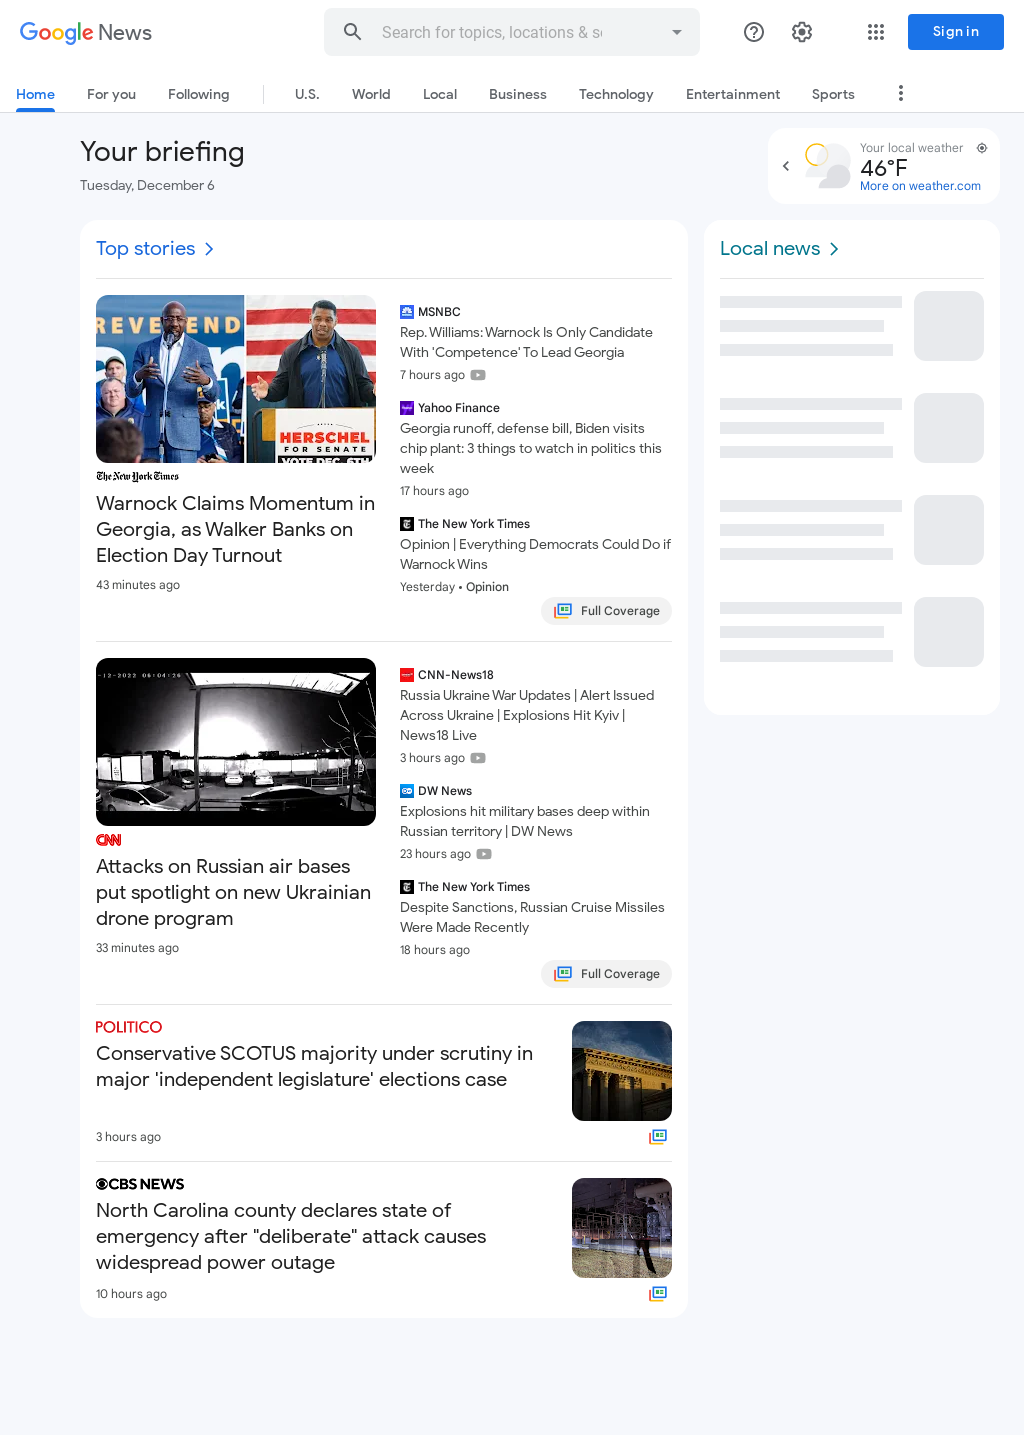 Google News
Search for topics, locations & so
Sign in
Home
For you
Following
U.S.
World
Local
Business
Technology
Entertainment
Sports
Your briefing
Tuesday, December 6
Your local weather
46°F
More on weather.com
Top stories
REVEREND
HERSCHEL
FOR SENATE
VOTE DEC. 6TH
The New York Times
Warnock Claims Momentum in
Georgia, as Walker Banks on
Election Day Turnout
43 minutes ago
MSNBC
Rep. Williams: Warnock Is Only Candidate
With 'Competence' To Lead Georgia
7 hours ago
Yahoo Finance
Georgia runoff, defense bill, Biden visits
chip plant: 3 things to watch in politics this
week
17 hours ago
The New York Times
Opinion | Everything Democrats Could Do if
Warnock Wins
Yesterday • Opinion
Full Coverage
-12-2022 06:04:26
CNN
Attacks on Russian air bases
put spotlight on new Ukrainian
drone program
33 minutes ago
CNN-News18
Russia Ukraine War Updates | Alert Issued
Across Ukraine | Explosions Hit Kyiv |
News18 Live
3 hours ago
DW News
Explosions hit military bases deep within
Russian territory | DW News
23 hours ago
The New York Times
Despite Sanctions, Russian Cruise Missiles
Were Made Recently
18 hours ago
Full Coverage
POLITICO
Conservative SCOTUS majority under scrutiny in
major 'independent legislature' elections case
3 hours ago
CBS NEWS
North Carolina county declares state of
emergency after "deliberate" attack causes
widespread power outage
10 hours ago
Local news